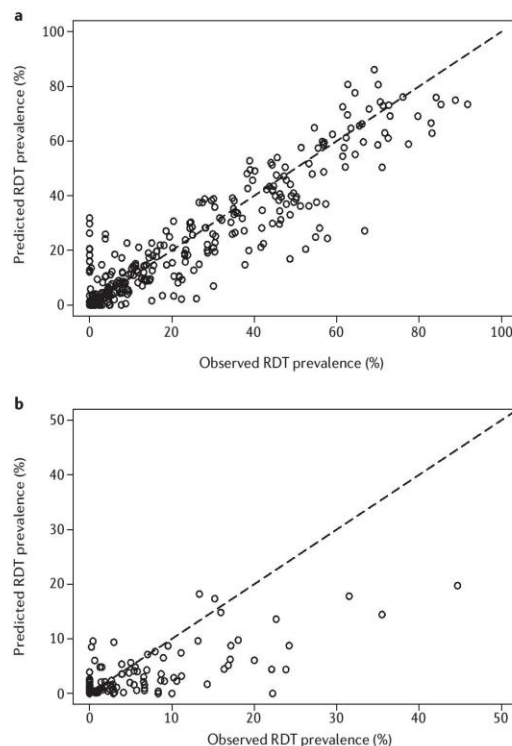 a
Predicted RDT prevalence (%)
100
80
60
40
20
0
0 20 40 60 80 100
Observed RDT prevalence (%)
b
Predicted RDT prevalence (%)
50
40
30
20
10
0
0 10 20 30 40 50
Observed RDT prevalence (%)